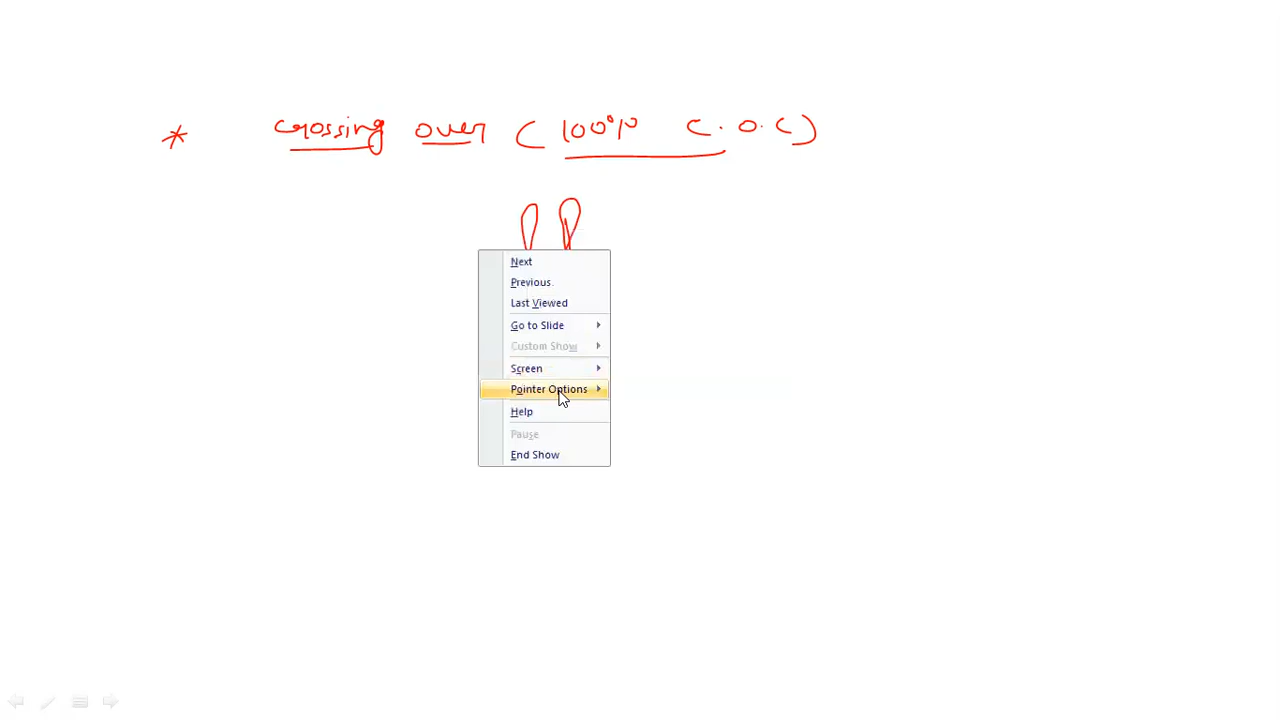 * Crossing over ( 100% C.O.C)
Next
Previous
Last Viewed
Go to Slide
Custom Show
Screen
Pointer Options
Help
Pause
End Show